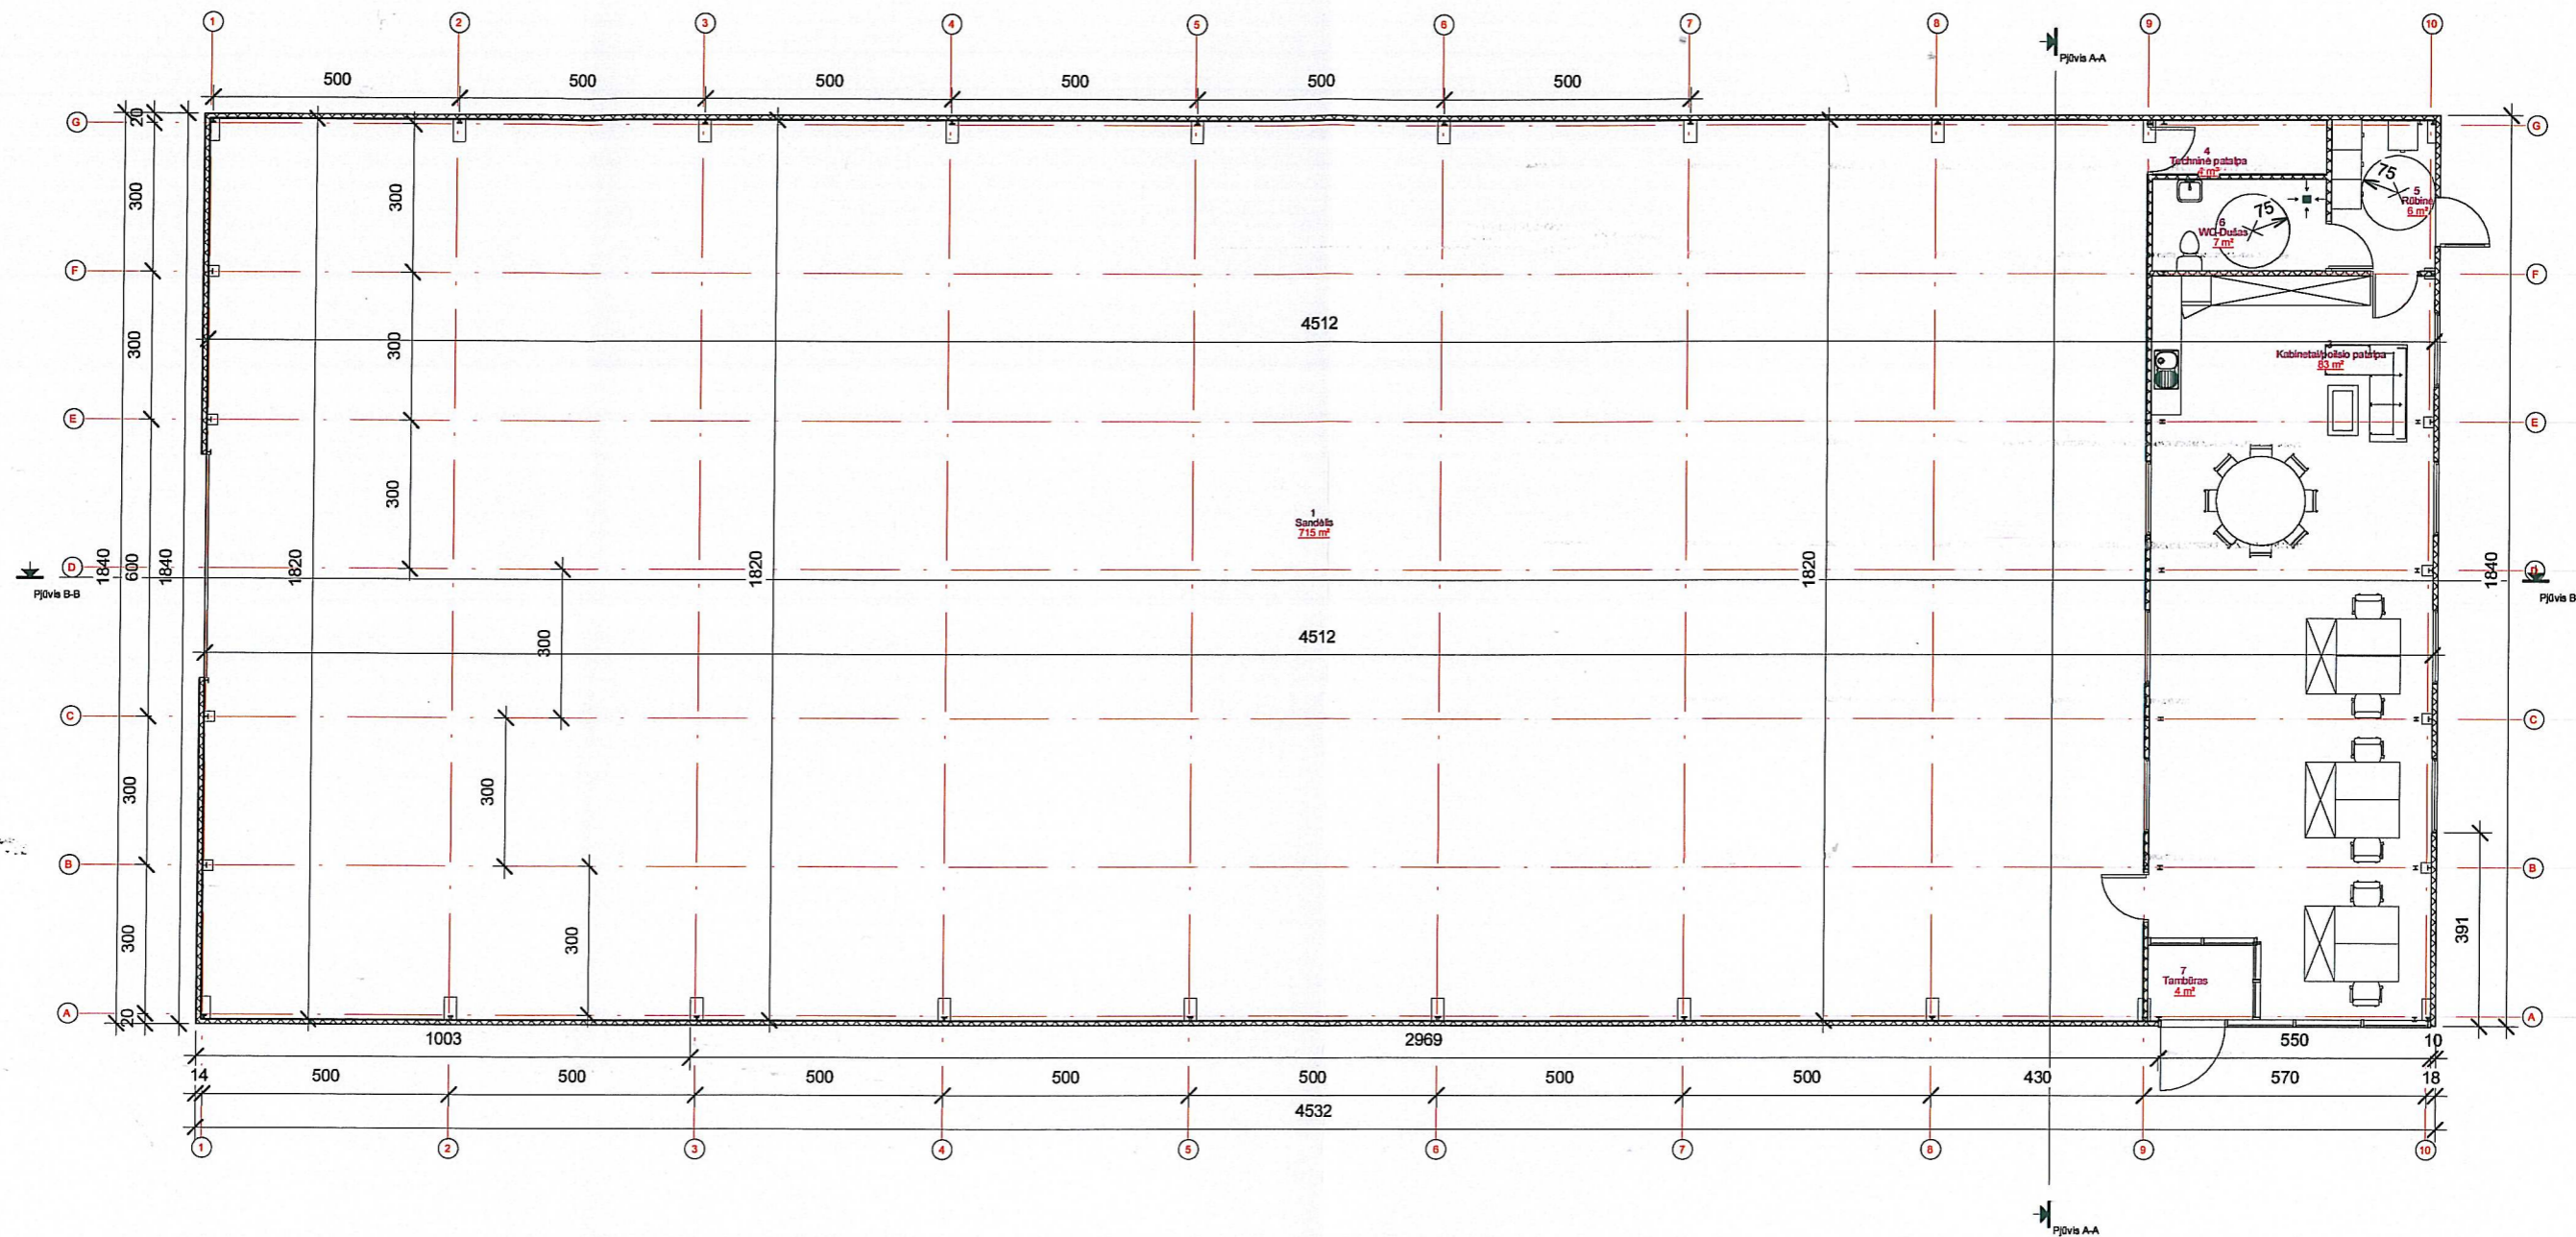 1 2 3 4 5 6 7 8 9 10
Pjūvis A-A
500 500 500 500 500 500
G 20 G
4
Techninė patalpa
4 m²
75
5
Rūbinė
6 m²
300 300
75
6
WC-Dušas
7 m²
F F
4512
300 300
3
Kabinetai/poilsio patalpa
83 m²
E E
300
1
Sandėlis
715 m²
D
1840 600 1840 1820 1820 1820 1840
Pjūvis B-B
Pjūvis B
300
4512
C C
300 300
B B
300 300
391
7
Tambūras
4 m²
A 20 A
1003 2969 550 10
14 500 500 500 500 500 500 500 430 570 18
4532
1 2 3 4 5 6 7 8 9 10
Pjūvis A-A